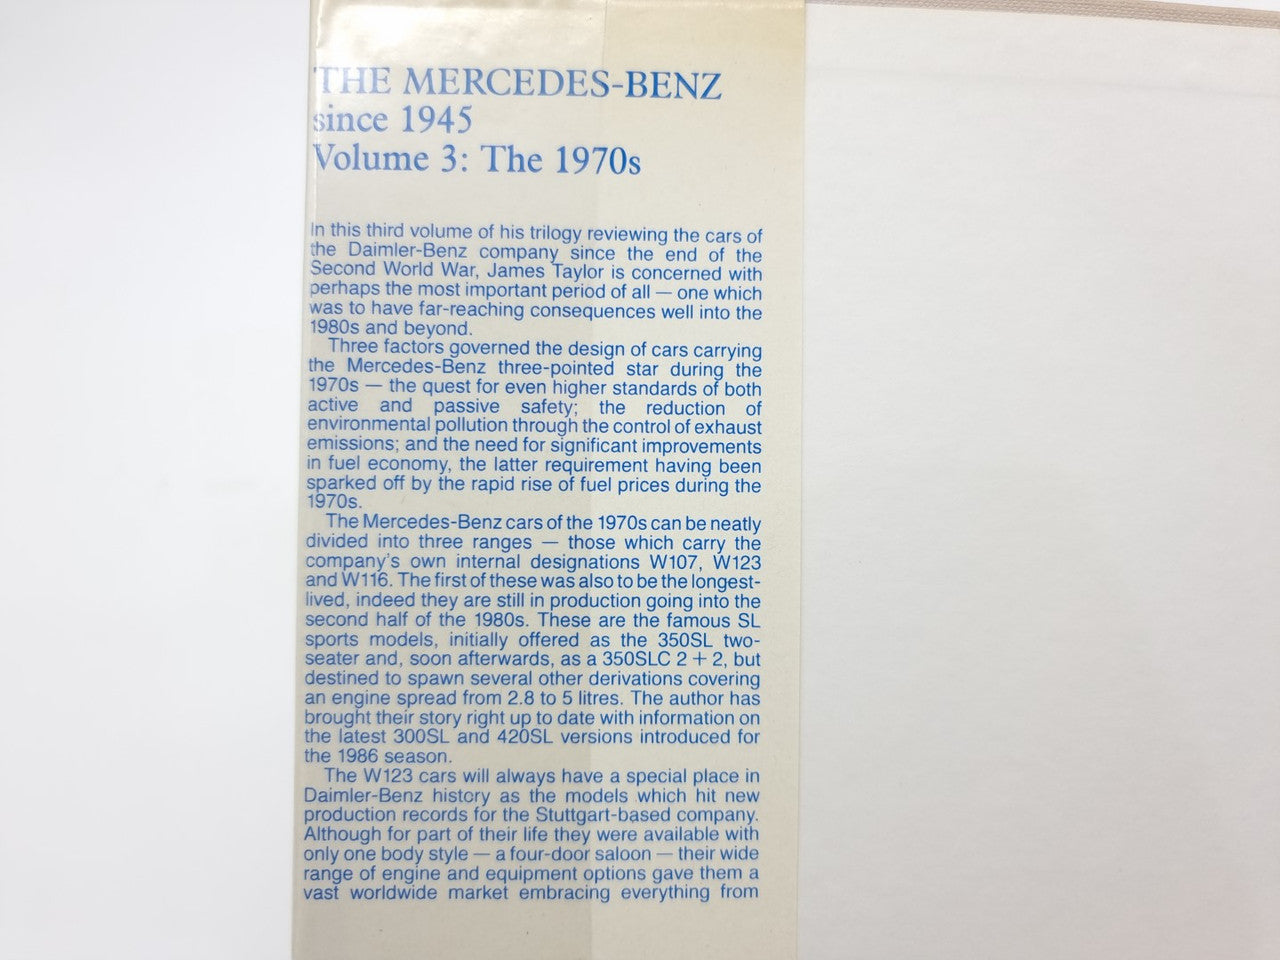 THE MERCEDES-BENZ
since 1945
Volume 3: The 1970s
In this third volume of his trilogy reviewing the cars of
the Daimler-Benz company since the end of the
Second World War, James Taylor is concerned with
perhaps the most important period of all — one which
was to have far-reaching consequences well into the
1980s and beyond.
Three factors governed the design of cars carrying
the Mercedes-Benz three-pointed star during the
1970s — the quest for even higher standards of both
active and passive safety; the reduction of
environmental pollution through the control of exhaust
emissions; and the need for significant improvements
in fuel economy, the latter requirement having been
sparked off by the rapid rise of fuel prices during the
1970s.
The Mercedes-Benz cars of the 1970s can be neatly
divided into three ranges — those which carry the
company's own internal designations W107, W123
and W116. The first of these was also to be the longest-
lived, indeed they are still in production going into the
second half of the 1980s. These are the famous SL
sports models, initially offered as the 350SL two-
seater and, soon afterwards, as a 350SLC 2 + 2, but
destined to spawn several other derivations covering
an engine spread from 2.8 to 5 litres. The author has
brought their story right up to date with information on
the latest 300SL and 420SL versions introduced for
the 1986 season.
The W123 cars will always have a special place in
Daimler-Benz history as the models which hit new
production records for the Stuttgart-based company.
Although for part of their life they were available with
only one body style — a four-door saloon — their wide
range of engine and equipment options gave them a
vast worldwide market embracing everything from